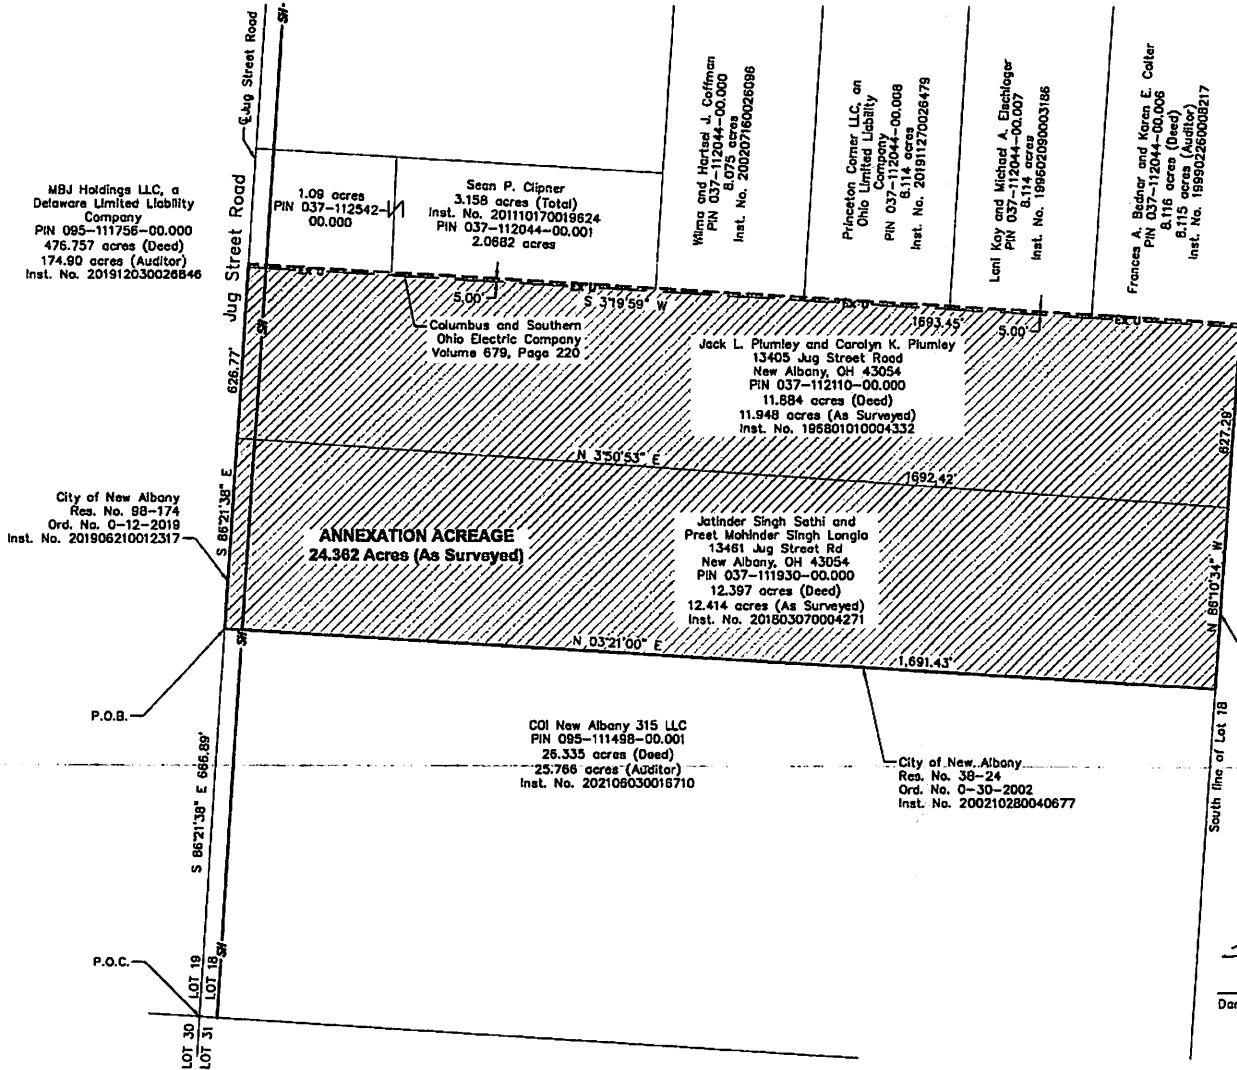 ℄ Jug Street Road
SH
Jug Street Road
MBJ Holdings LLC, a
Delaware Limited Liability
Company
PIN 095-111756-00.000
476.757 acres (Deed)
174.90 acres (Auditor)
Inst. No. 201912030026846
1.09 acres
PIN 037-112542-
00.000
Sean P. Clipner
3.158 acres (Total)
Inst. No. 201110170019624
PIN 037-112044-00.001
2.0682 acres
Wilma and Hartsel J. Coffman
PIN 037-112044-00.000
8.075 acres
Inst. No. 200207160026096
Princeton Corner LLC, an
Ohio Limited Liability
Company
PIN 037-112044-00.008
8.114 acres
Inst. No. 201911270026479
Lani Kay and Michael A. Elschlager
PIN 037-112044-00.007
8.114 acres
Inst. No. 199602090003186
Frances A. Bednar and Karen E. Colter
PIN 037-112044-00.006
8.116 acres (Deed)
8.115 acres (Auditor)
Inst. No. 199902260008217
EX U
EX U
EX U
EX U
5.00'
S 3°19'59" W
1693.45'
5.00'
Columbus and Southern
Ohio Electric Company
Volume 679, Page 220
Jack L. Plumley and Carolyn K. Plumley
13405 Jug Street Road
New Albany, OH 43054
PIN 037-112110-00.000
11.884 acres (Deed)
11.948 acres (As Surveyed)
Inst. No. 196801010004332
SH
626.77'
627.29'
N 3°50'53" E
1692.42'
S 86°21'38" E
N 86°10'34" W
City of New Albany
Res. No. 98-174
Ord. No. O-12-2019
Inst. No. 201906210012317
ANNEXATION ACREAGE
24.362 Acres (As Surveyed)
Jatinder Singh Sathi and
Preet Mohinder Singh Longia
13461 Jug Street Rd
New Albany, OH 43054
PIN 037-111930-00.000
12.397 acres (Deed)
12.414 acres (As Surveyed)
Inst. No. 201803070004271
SH
N 03°21'00" E
1,691.43'
P.O.B.
COI New Albany 315 LLC
PIN 095-111498-00.001
26.335 acres (Deed)
25.766 acres (Auditor)
Inst. No. 202106030016710
City of New Albany
Res. No. 38-24
Ord. No. O-30-2002
Inst. No. 200210280040677
South line of Lot 18
S 86°21'38" E 666.89'
P.O.C.
LOT 19
LOT 18
SH
LOT 30
LOT 31